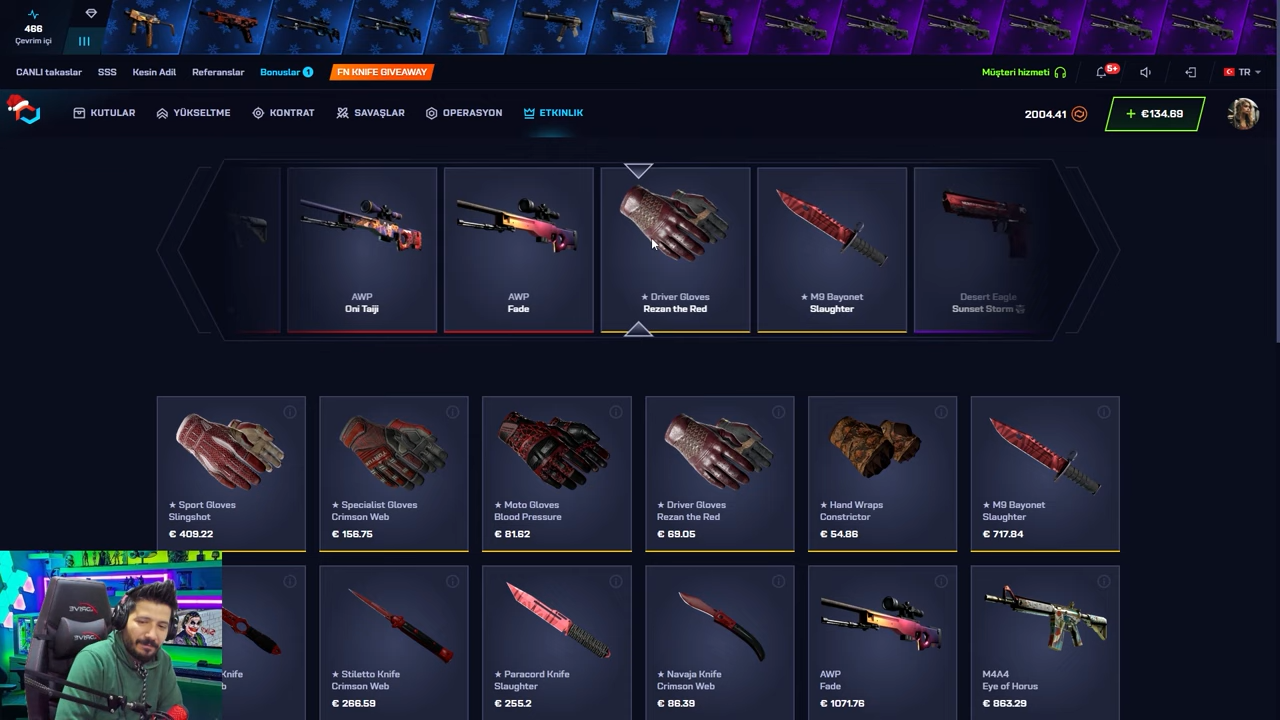 466
Çevrim içi
CANLI takaslar
SSS
Kesin Adil
Referanslar
Bonuslar 1
FN KNIFE GIVEAWAY
Müşteri hizmeti
5+
TR
KUTULAR
YÜKSELTME
KONTRAT
SAVAŞLAR
OPERASYON
ETKINLIK
2004.41
+ €134.69
AWP
Oni Taiji
AWP
Fade
★ Driver Gloves
Rezan the Red
★ M9 Bayonet
Slaughter
Desert Eagle
Sunset Storm 壱
★ Sport Gloves
Slingshot
€ 409.22
★ Specialist Gloves
Crimson Web
€ 156.75
★ Moto Gloves
Blood Pressure
€ 81.62
★ Driver Gloves
Rezan the Red
€ 69.05
★ Hand Wraps
Constrictor
€ 54.86
★ M9 Bayonet
Slaughter
€ 717.84
Knife
b
★ Stiletto Knife
Crimson Web
€ 266.59
★ Paracord Knife
Slaughter
€ 255.2
★ Navaja Knife
Crimson Web
€ 86.39
AWP
Fade
€ 1071.76
M4A4
Eye of Horus
€ 863.29